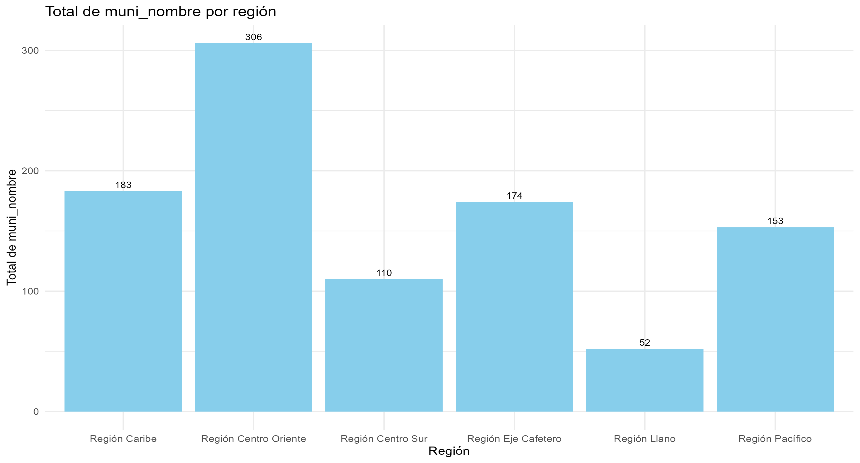 Total de muni_nombre por región
Total de muni_nombre
300
200
100
0
183
306
110
174
52
153
Región Caribe
Región Centro Oriente
Región Centro Sur
Región Eje Cafetero
Región Llano
Región Pacífico
Región